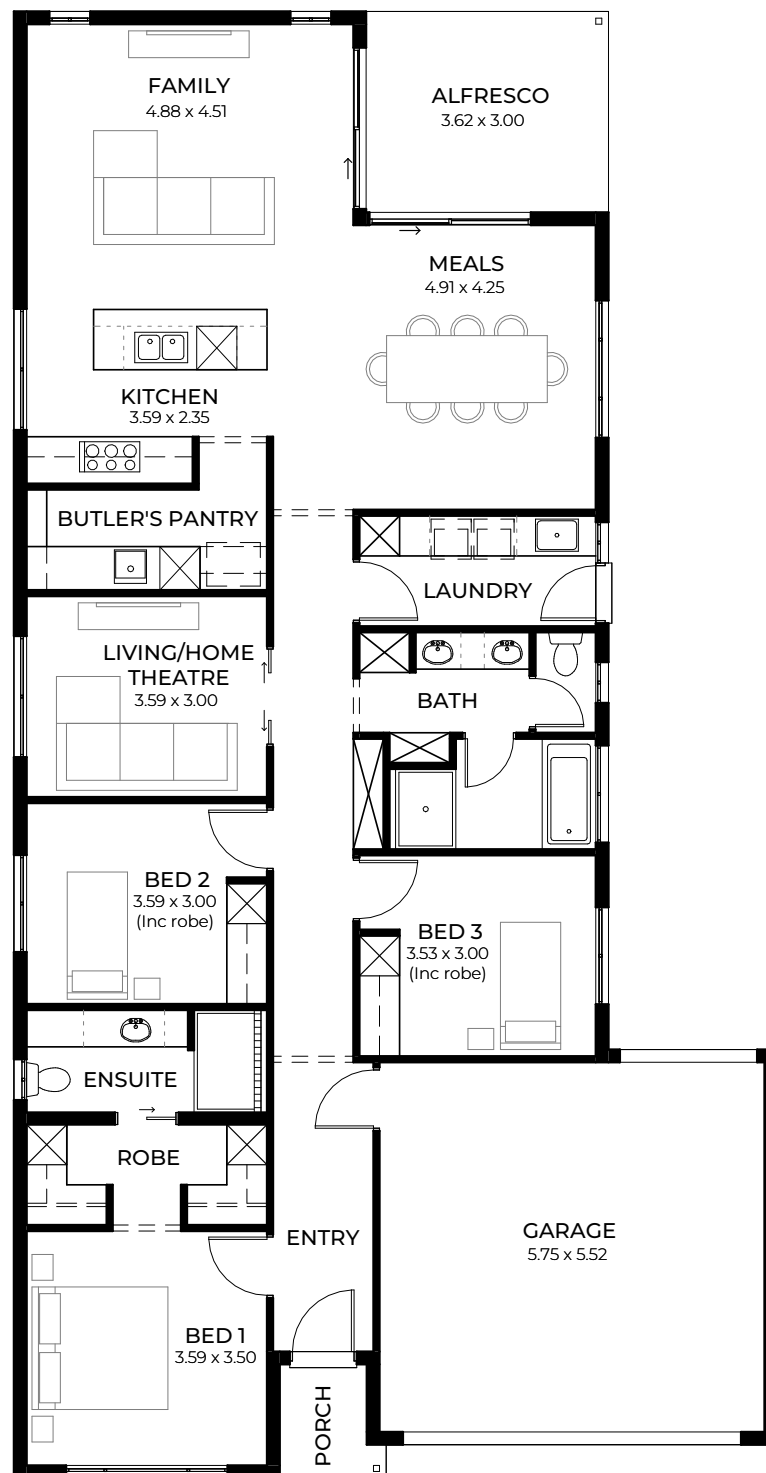 FAMILY
4.88 x 4.51
ALFRESCO
3.62 x 3.00
MEALS
4.91 x 4.25
KITCHEN
3.59 x 2.35
BUTLER'S PANTRY
LAUNDRY
LIVING/HOME
THEATRE
3.59 x 3.00
BATH
BED 2
3.59 x 3.00
(Inc robe)
BED 3
3.53 x 3.00
(Inc robe)
ENSUITE
ROBE
ENTRY
GARAGE
5.75 x 5.52
BED 1
3.59 x 3.50
PORCH